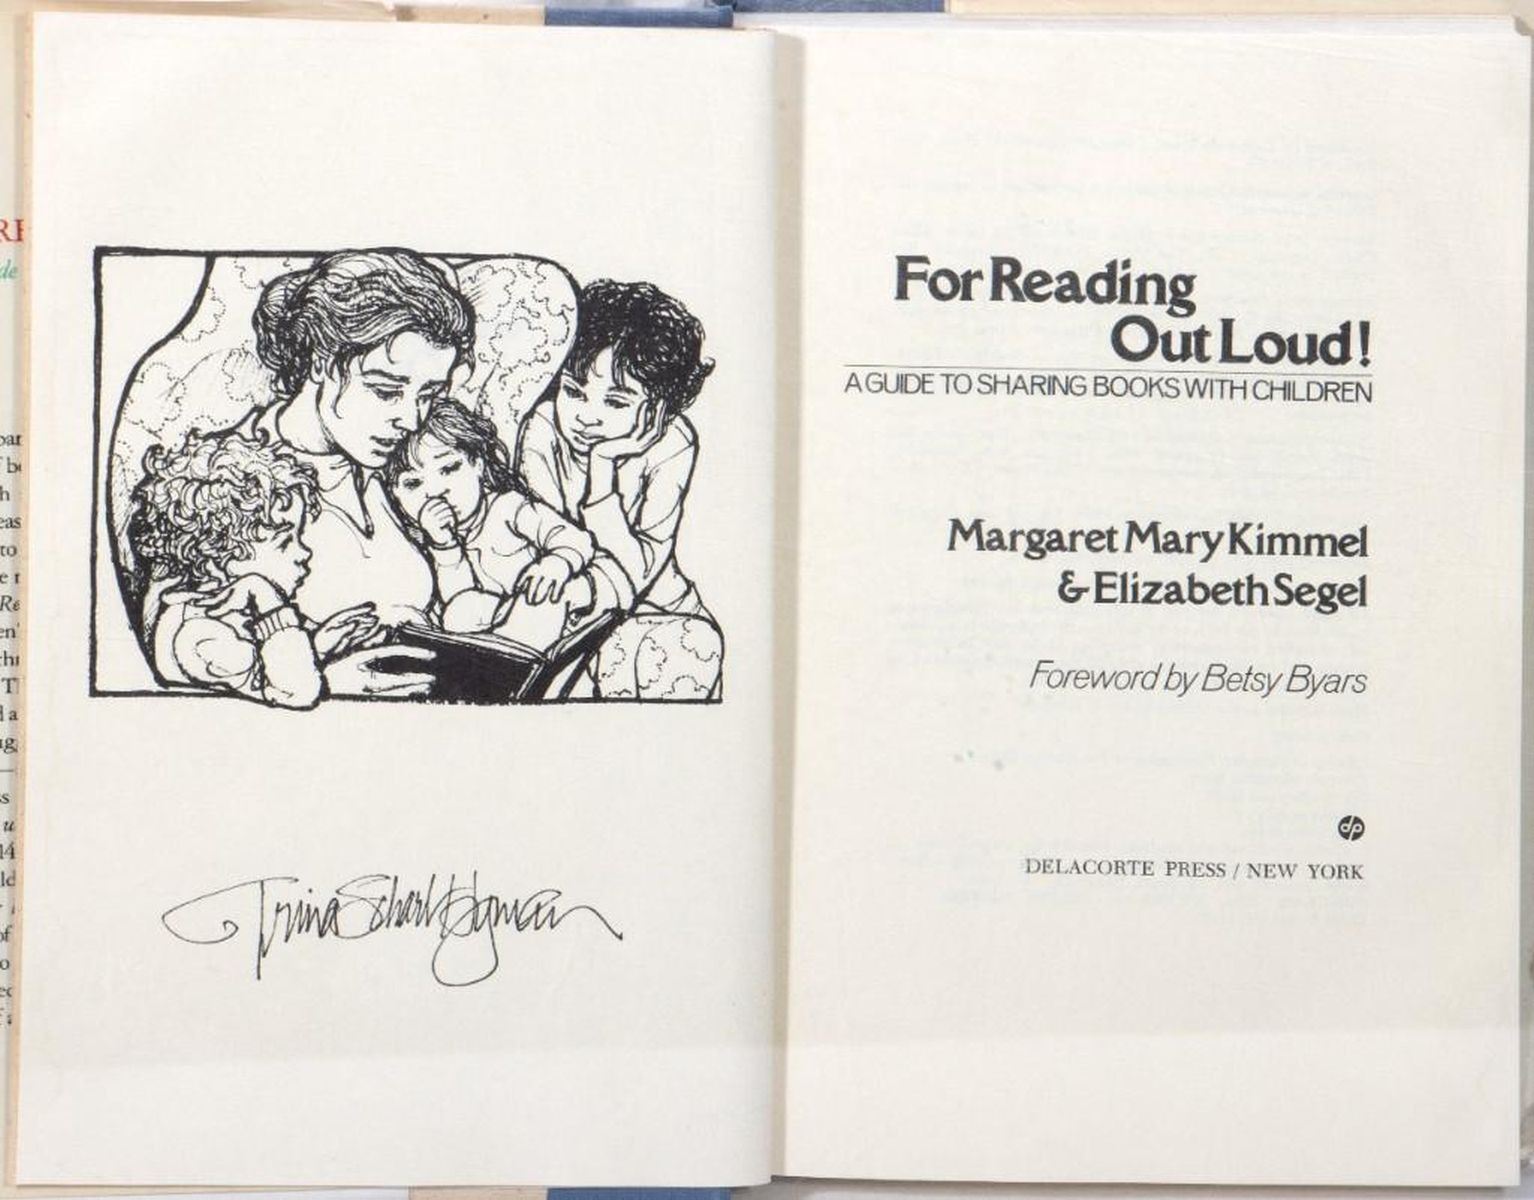 Trina Schart Hyman
For Reading
Out Loud!
A GUIDE TO SHARING BOOKS WITH CHILDREN
Margaret Mary Kimmel
& Elizabeth Segel
Foreword by Betsy Byars
dp
DELACORTE PRESS / NEW YORK